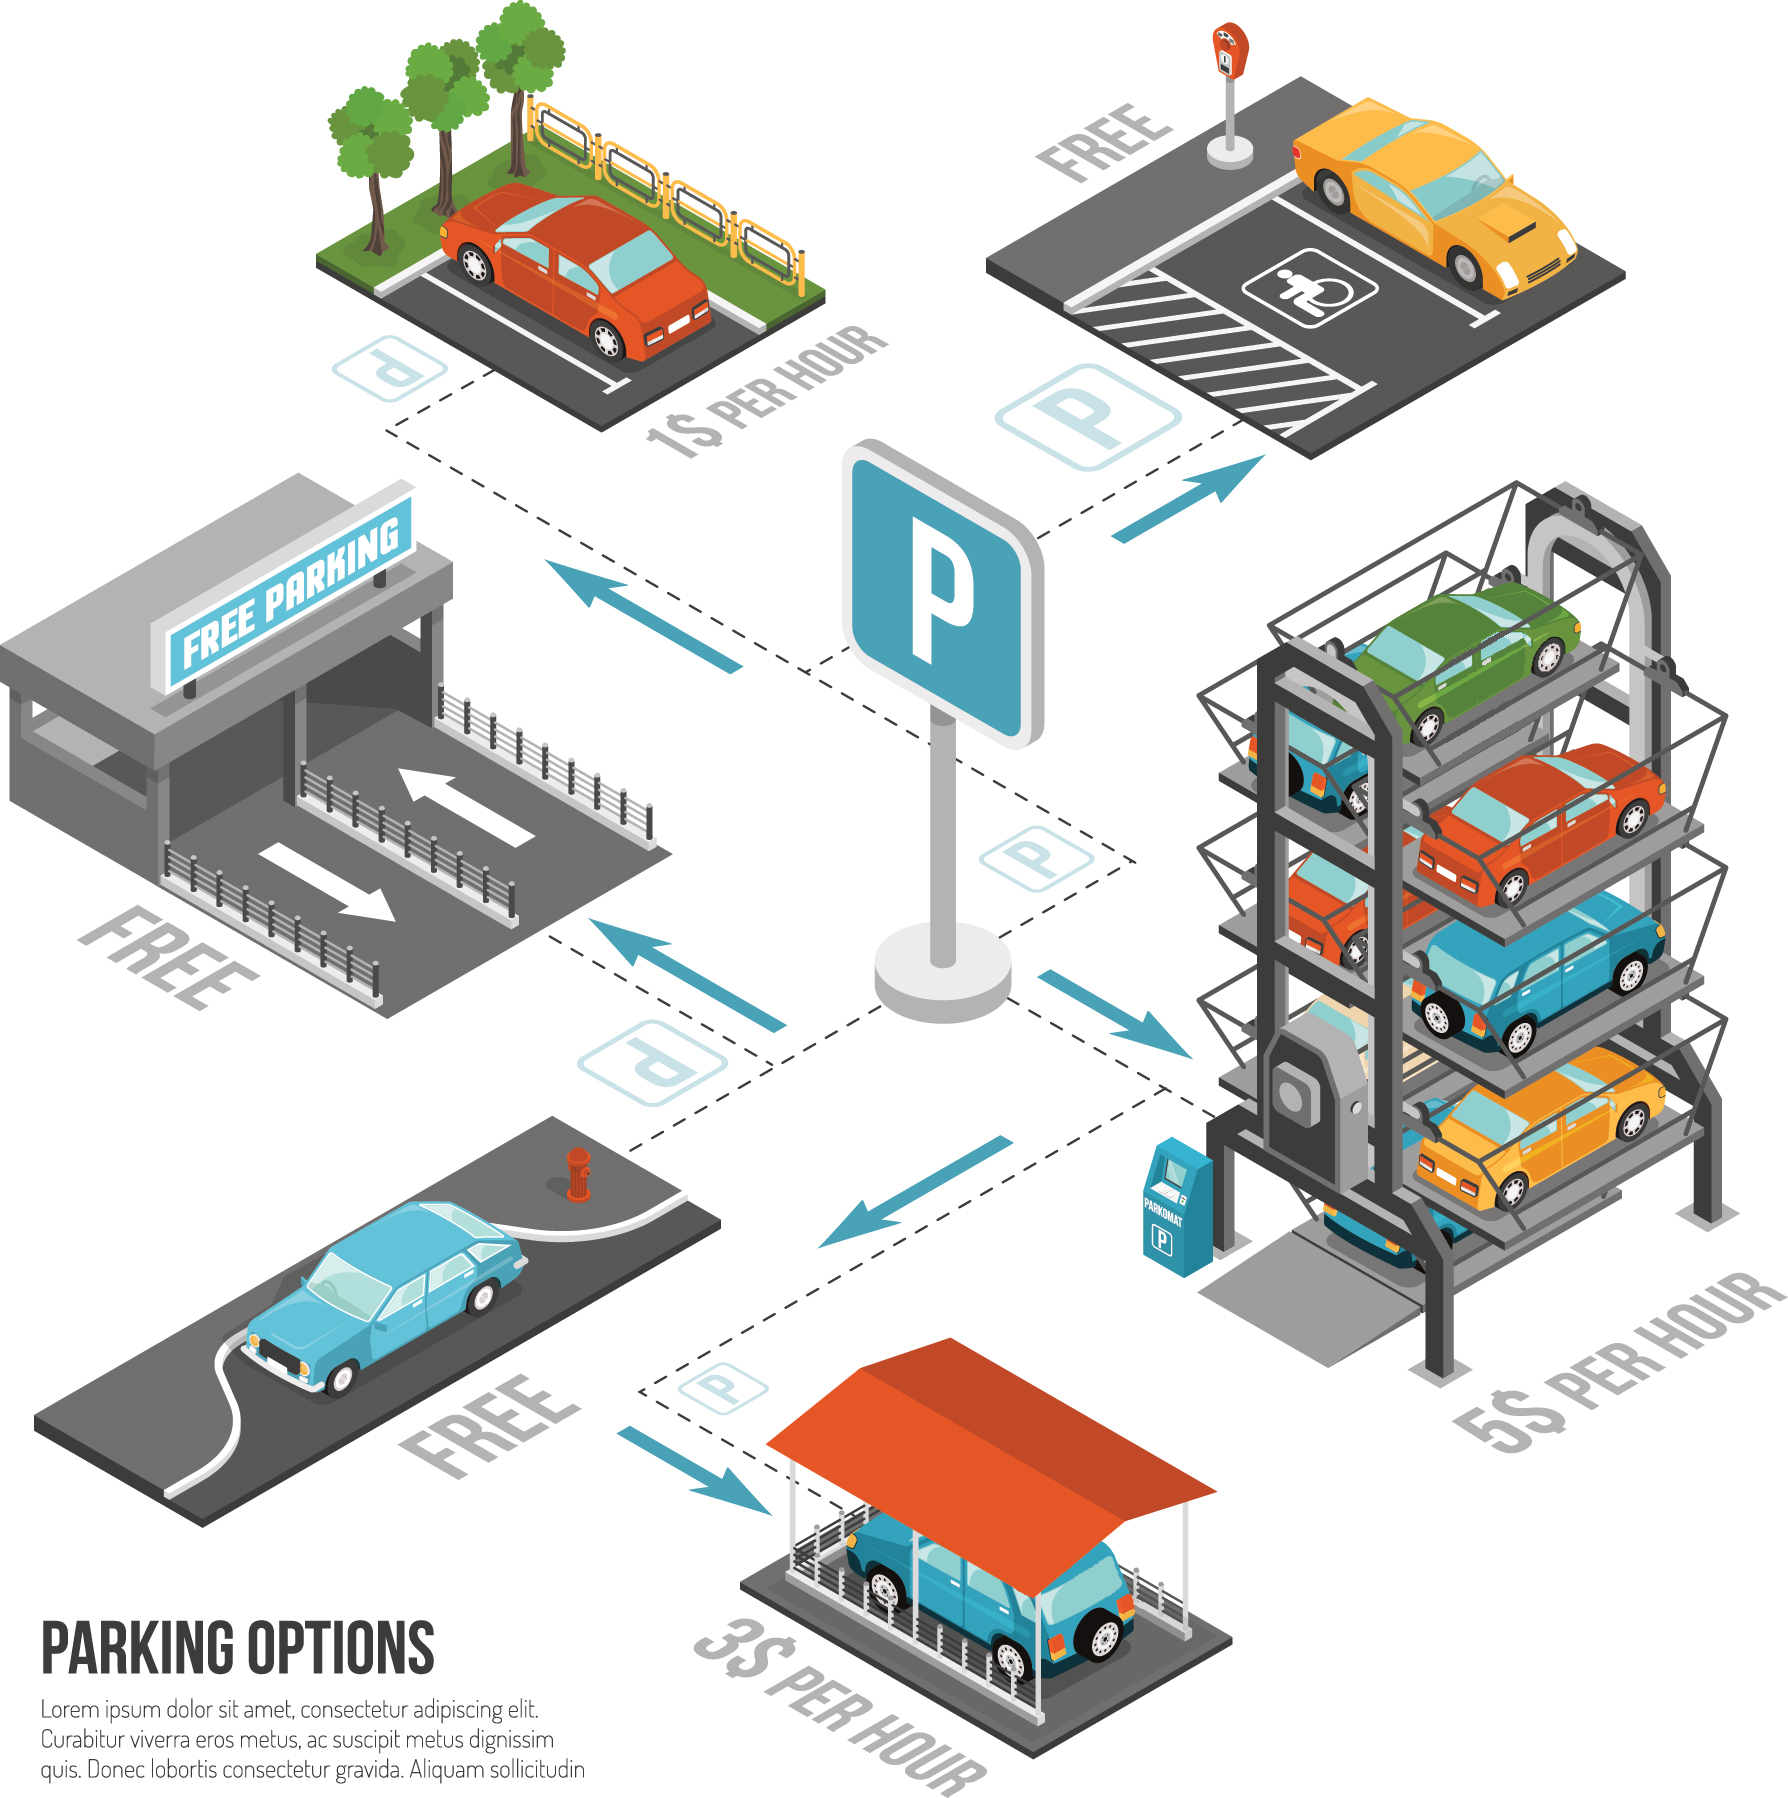 FREE
1$ PER HOUR
P
P
P
FREE PARKING
P
FREE
P
PARKOMAT
P
5$ PER HOUR
FREE
P
3$ PER HOUR
PARKING OPTIONS
Lorem ipsum dolor sit amet, consectetur adipiscing elit.
Curabitur viverra eros metus, ac suscipit metus dignissim
quis. Donec lobortis consectetur gravida. Aliquam sollicitudin